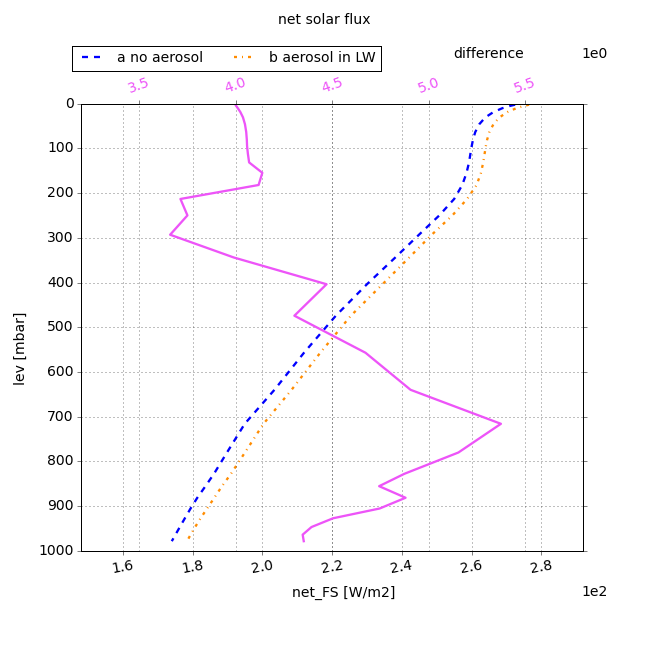 net solar flux
a no aerosol b aerosol in LW difference 1e0
3.5 4.0 4.5 5.0 5.5
0
100
200
300
400
500
600
700
800
900
1000
lev [mbar]
1.6 1.8 2.0 2.2 2.4 2.6 2.8
net_FS [W/m2] 1e2